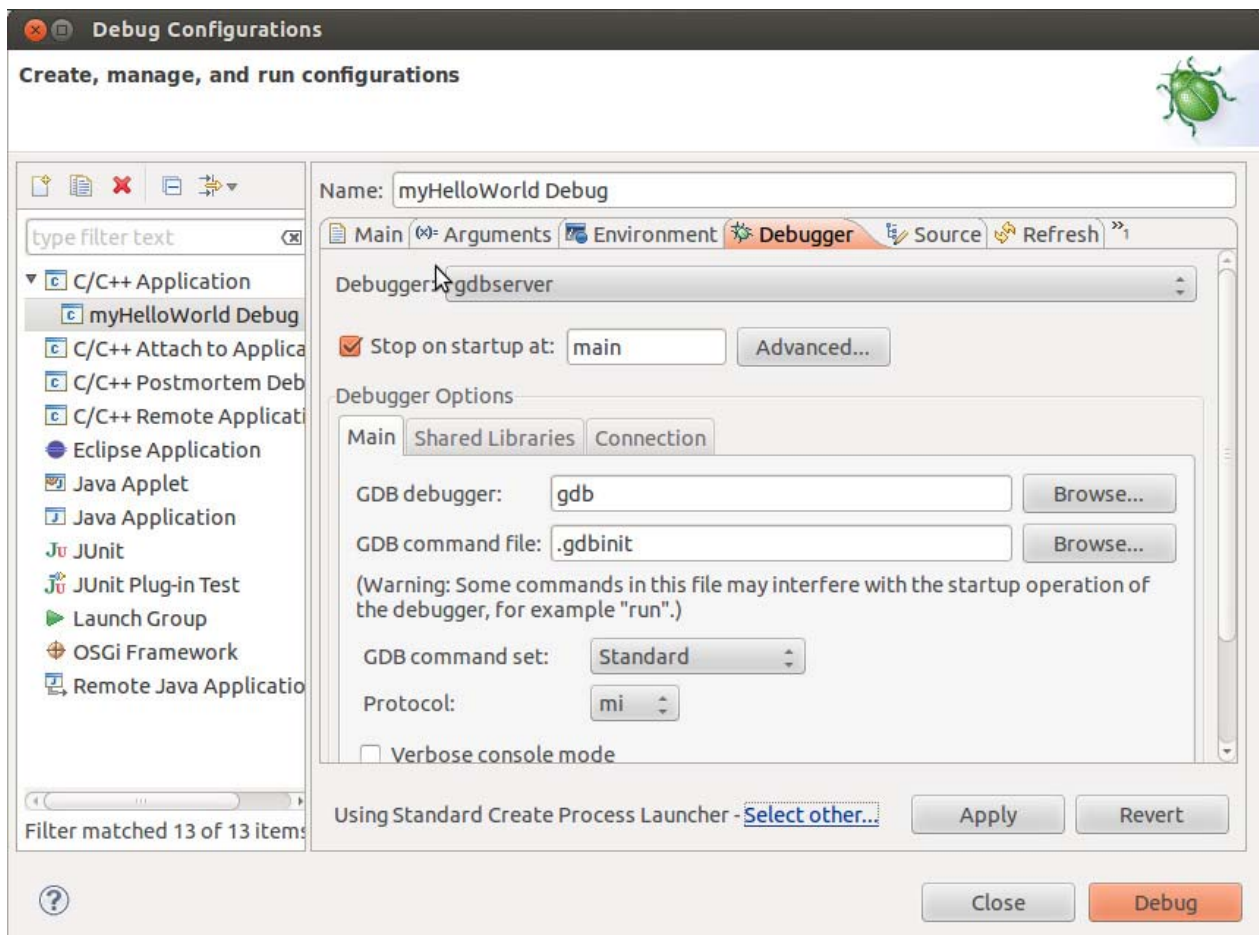 Debug Configurations
Create, manage, and run configurations
type filter text
C/C++ Application
myHelloWorld Debug
C/C++ Attach to Applica
C/C++ Postmortem Deb
C/C++ Remote Applicati
Eclipse Application
Java Applet
Java Application
JUnit
JUnit Plug-in Test
Launch Group
OSGi Framework
Remote Java Applicatio
Filter matched 13 of 13 items
Name: myHelloWorld Debug
Main Arguments Environment Debugger Source Refresh »1
Debugger: gdbserver
Stop on startup at: main Advanced...
Debugger Options
Main Shared Libraries Connection
GDB debugger: gdb Browse...
GDB command file: .gdbinit Browse...
(Warning: Some commands in this file may interfere with the startup operation of
the debugger, for example "run".)
GDB command set: Standard
Protocol: mi
Verbose console mode
Using Standard Create Process Launcher - Select other... Apply Revert
Close Debug